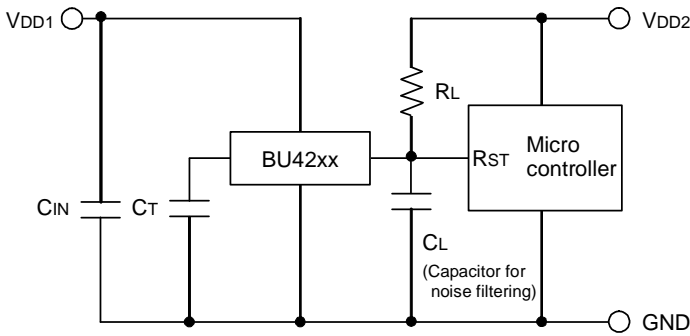 VDD1
VDD2
RL
BU42xx
RST
Micro
controller
CIN
CT
CL
(Capacitor for
noise filtering)
GND